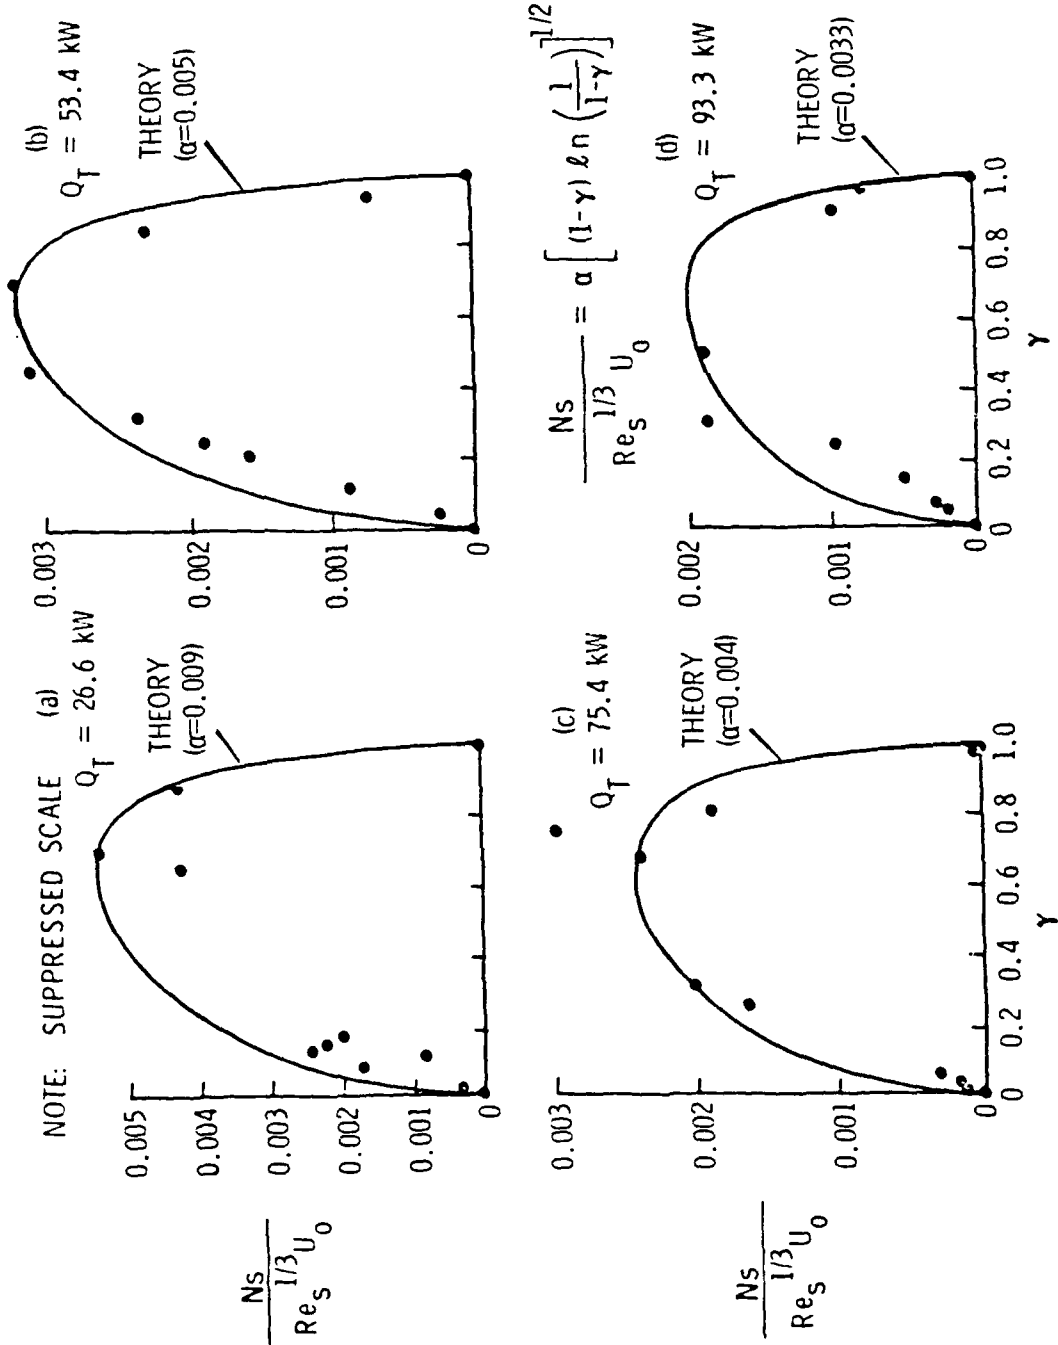 NOTE: SUPPRESSED SCALE
(a)
Q_T = 26.6 kW
THEORY
(α=0.009)
0.005
0.004
0.003
0.002
0.001
0
Ns
Re_s^1/3 U_o
(b)
Q_T = 53.4 kW
THEORY
(α=0.005)
0.003
0.002
0.001
0
Ns / Re_s^1/3 U_o = α [ (1-γ) ℓn ( 1 / 1-γ ) ]^1/2
(c)
Q_T = 75.4 kW
THEORY
(α=0.004)
0.003
0.002
0.001
0
0 0.2 0.4 0.6 0.8 1.0
γ
Ns
Re_s^1/3 U_o
(d)
Q_T = 93.3 kW
THEORY
(α=0.0033)
0.002
0.001
0
0 0.2 0.4 0.6 0.8 1.0
γ